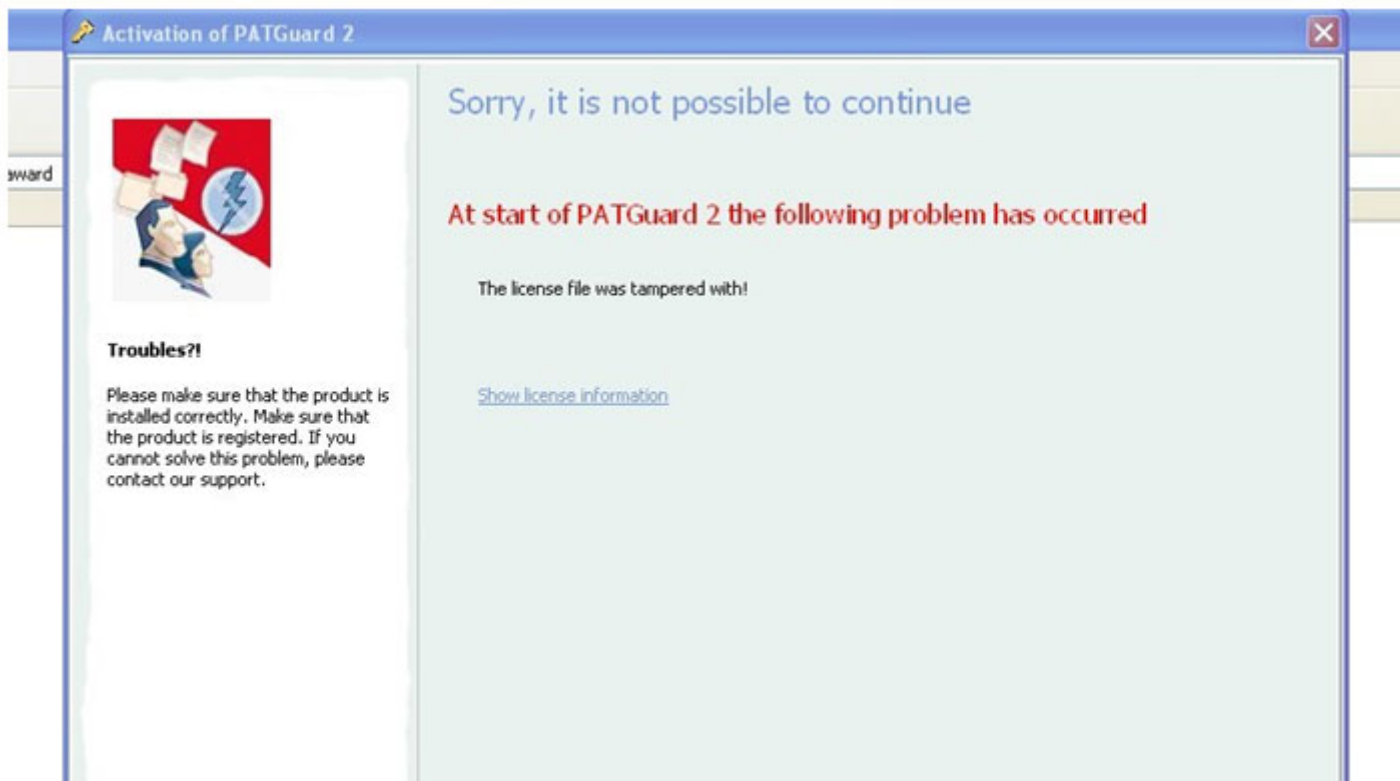 Activation of PATGuard 2
award
Sorry, it is not possible to continue
At start of PATGuard 2 the following problem has occurred
The license file was tampered with!
Show license information
Troubles?!
Please make sure that the product is
installed correctly. Make sure that
the product is registered. If you
cannot solve this problem, please
contact our support.